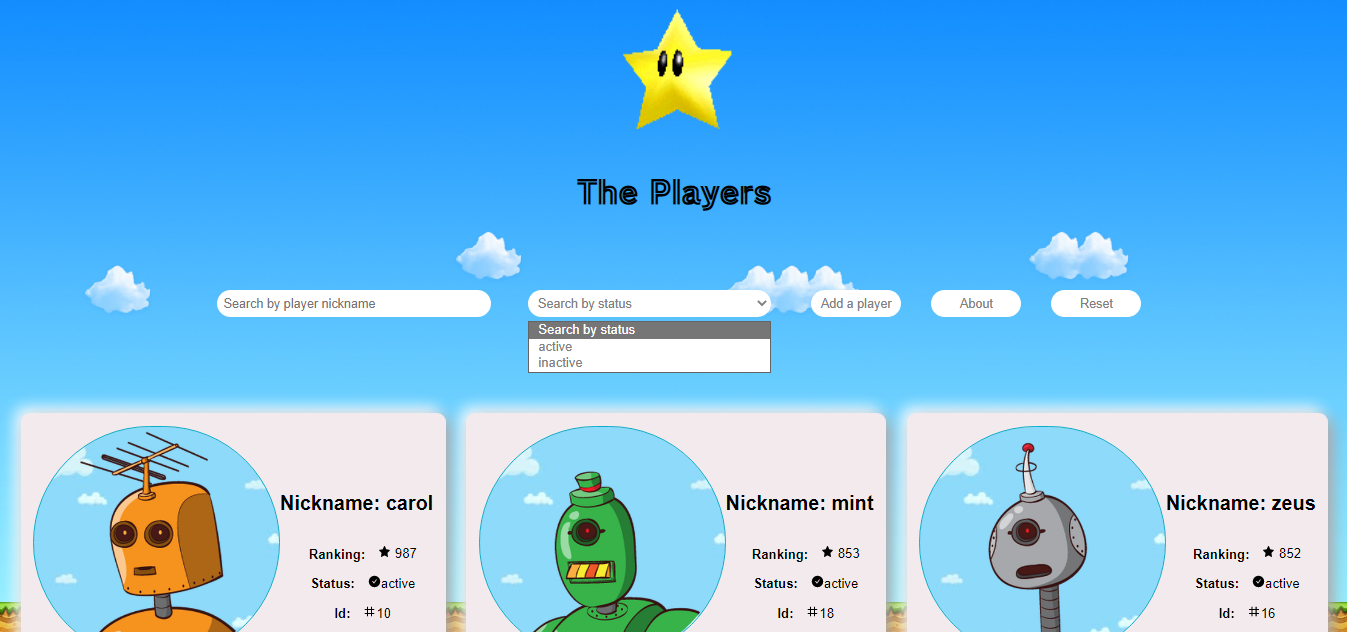 The Players
Search by player nickname
Search by status
Add a player
About
Reset
Search by status
active
inactive
Nickname: carol
Ranking: 987
Status: active
Id: #10
Nickname: mint
Ranking: 853
Status: active
Id: #18
Nickname: zeus
Ranking: 852
Status: active
Id: #16